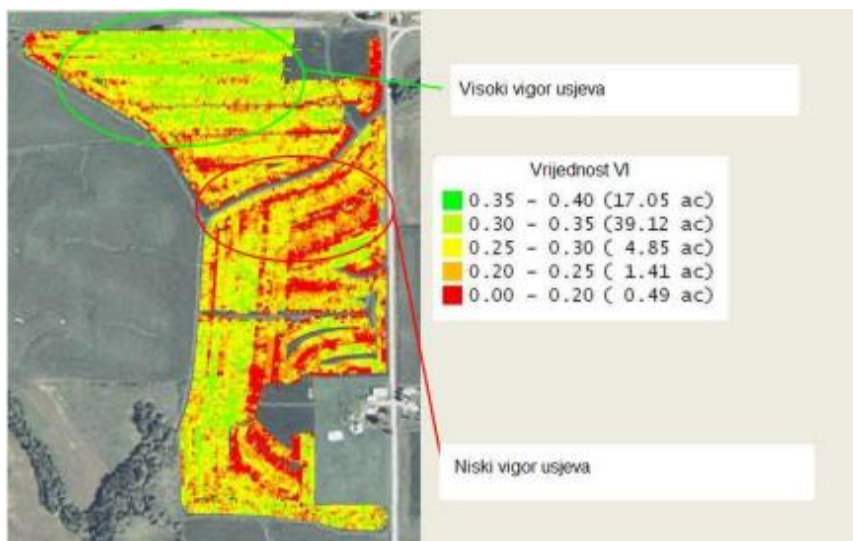 Visoki vigor usjeva
Vrijednost VI
0.35 - 0.40 (17.05 ac)
0.30 - 0.35 (39.12 ac)
0.25 - 0.30 ( 4.85 ac)
0.20 - 0.25 ( 1.41 ac)
0.00 - 0.20 ( 0.49 ac)
Niski vigor usjeva